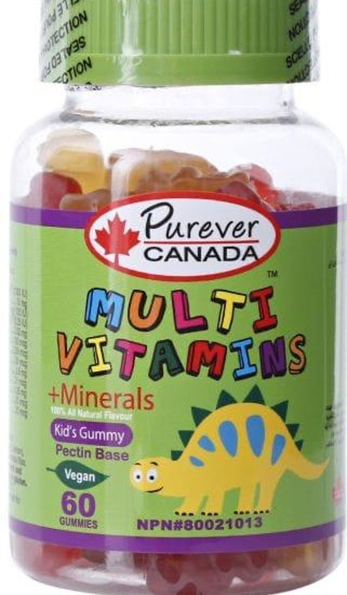 PROTECTION
SEALED
Purever
CANADA
TM
MULTI
VITAMINS
+Minerals
100% All Natural Flavour
Kid's Gummy
Pectin Base
Vegan
60
GUMMIES
NPN#80021013